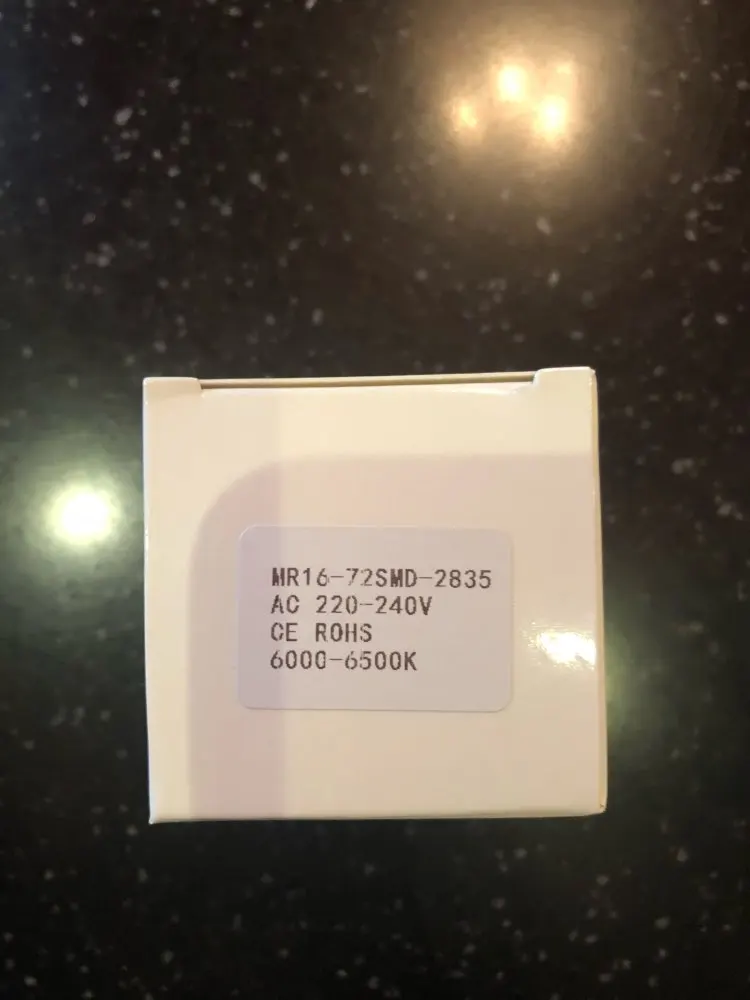 MR16-72SMD-2835
AC 220-240V
CE ROHS
6000-6500K